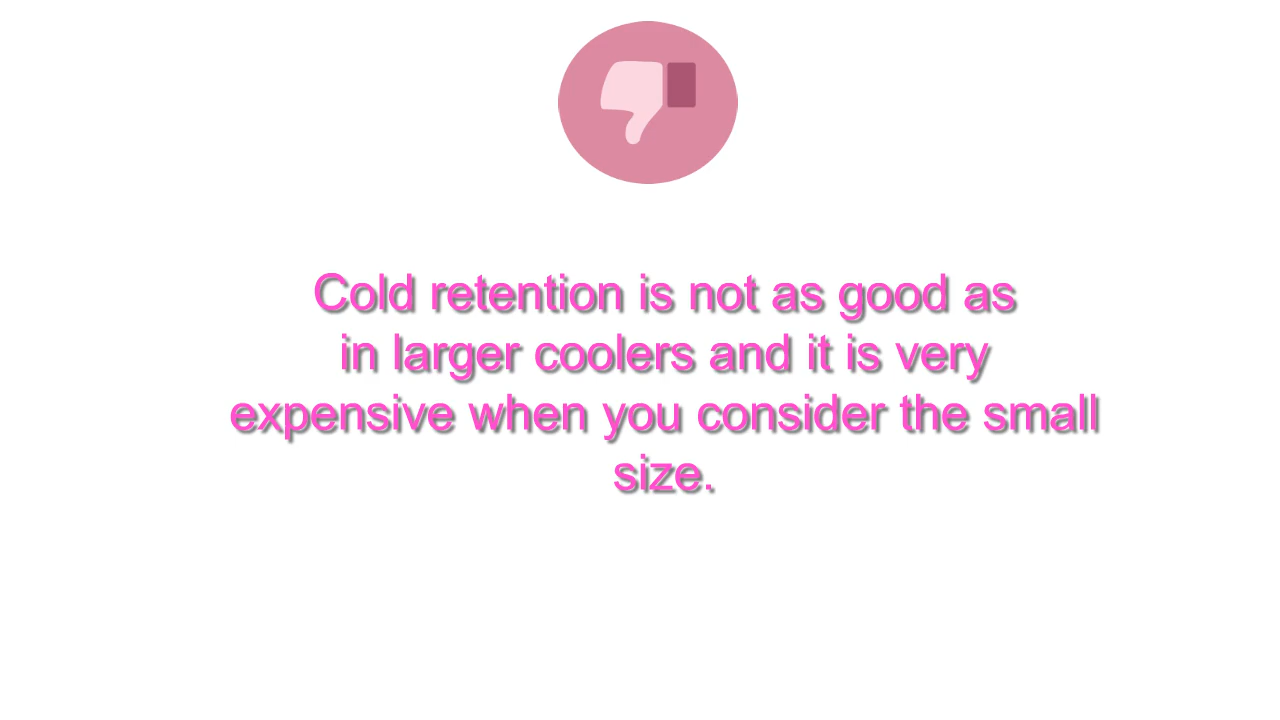 Cold retention is not as good as
in larger coolers and it is very
expensive when you consider the small
size.